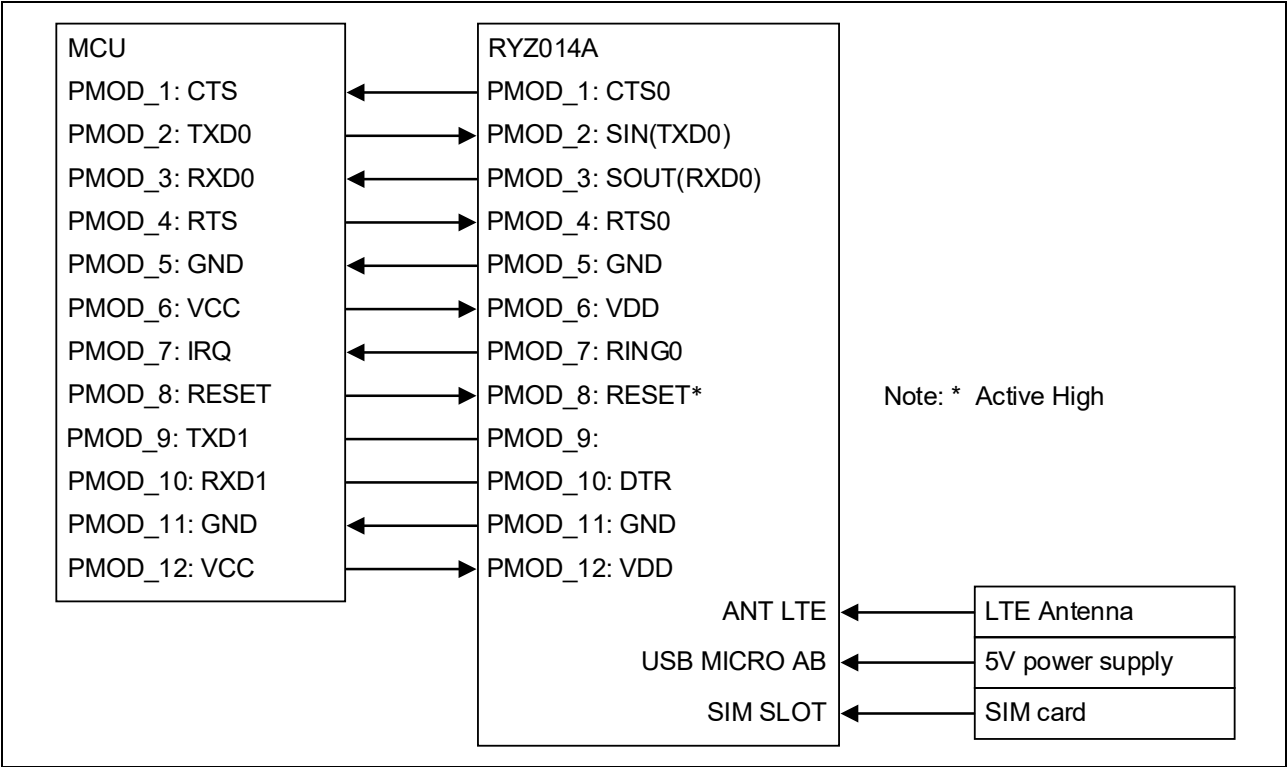 MCU
PMOD_1: CTS
PMOD_2: TXD0
PMOD_3: RXD0
PMOD_4: RTS
PMOD_5: GND
PMOD_6: VCC
PMOD_7: IRQ
PMOD_8: RESET
PMOD_9: TXD1
PMOD_10: RXD1
PMOD_11: GND
PMOD_12: VCC
RYZ014A
PMOD_1: CTS0
PMOD_2: SIN(TXD0)
PMOD_3: SOUT(RXD0)
PMOD_4: RTS0
PMOD_5: GND
PMOD_6: VDD
PMOD_7: RING0
PMOD_8: RESET*
PMOD_9:
PMOD_10: DTR
PMOD_11: GND
PMOD_12: VDD
ANT LTE
USB MICRO AB
SIM SLOT
Note: * Active High
LTE Antenna
5V power supply
SIM card